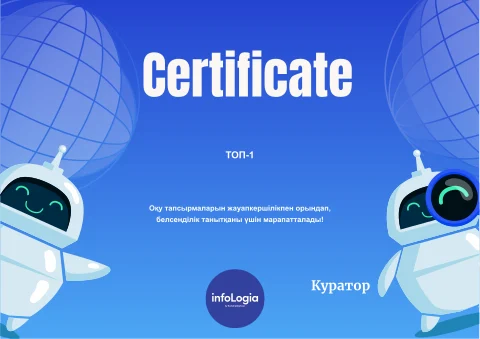 Certificate
ТОП-1
Оқу тапсырмаларын жауапкершілікпен орындап,
белсенділік танытқаны үшін марапатталады!
Куратор
infoLogia